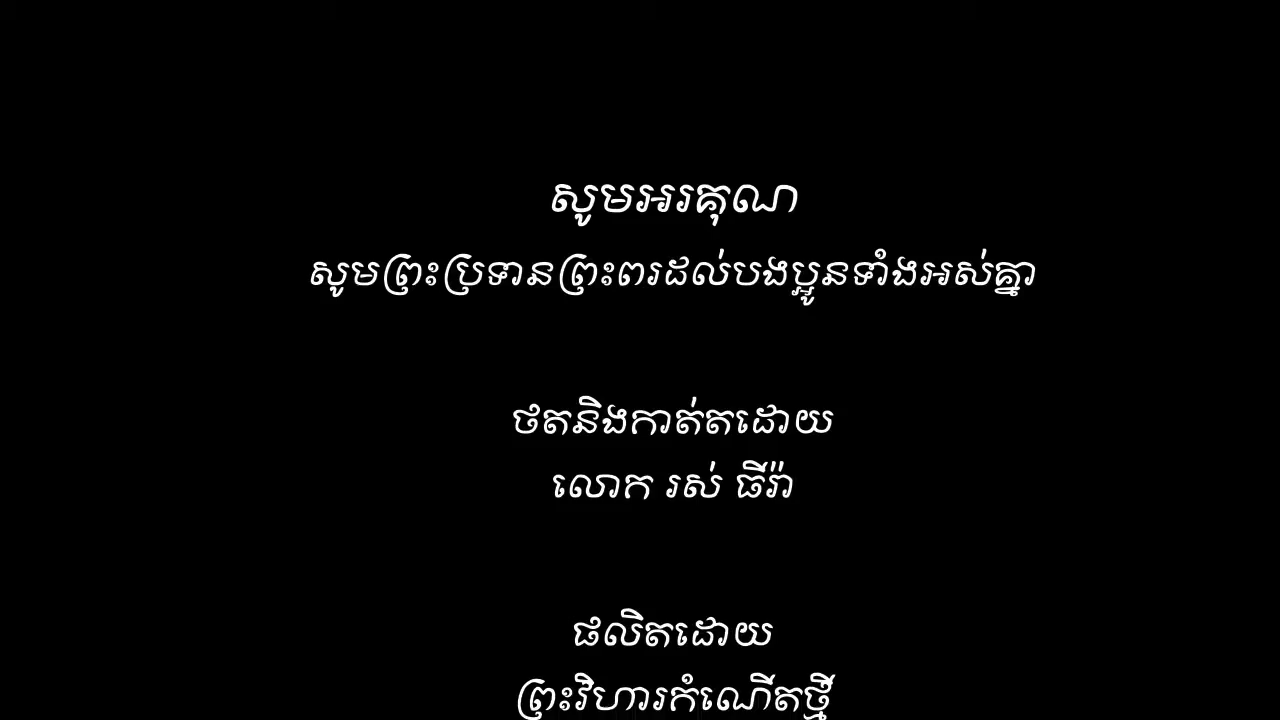 សូមអរគុណ
សូមព្រះប្រទានព្រះពរដល់បងប្អូនទាំងអស់គ្នា
ថតនិងកាត់តដោយ
លោក រស់ ធីរ៉ា
ផលិតដោយ
ព្រះវិហារកំណើតថ្មី